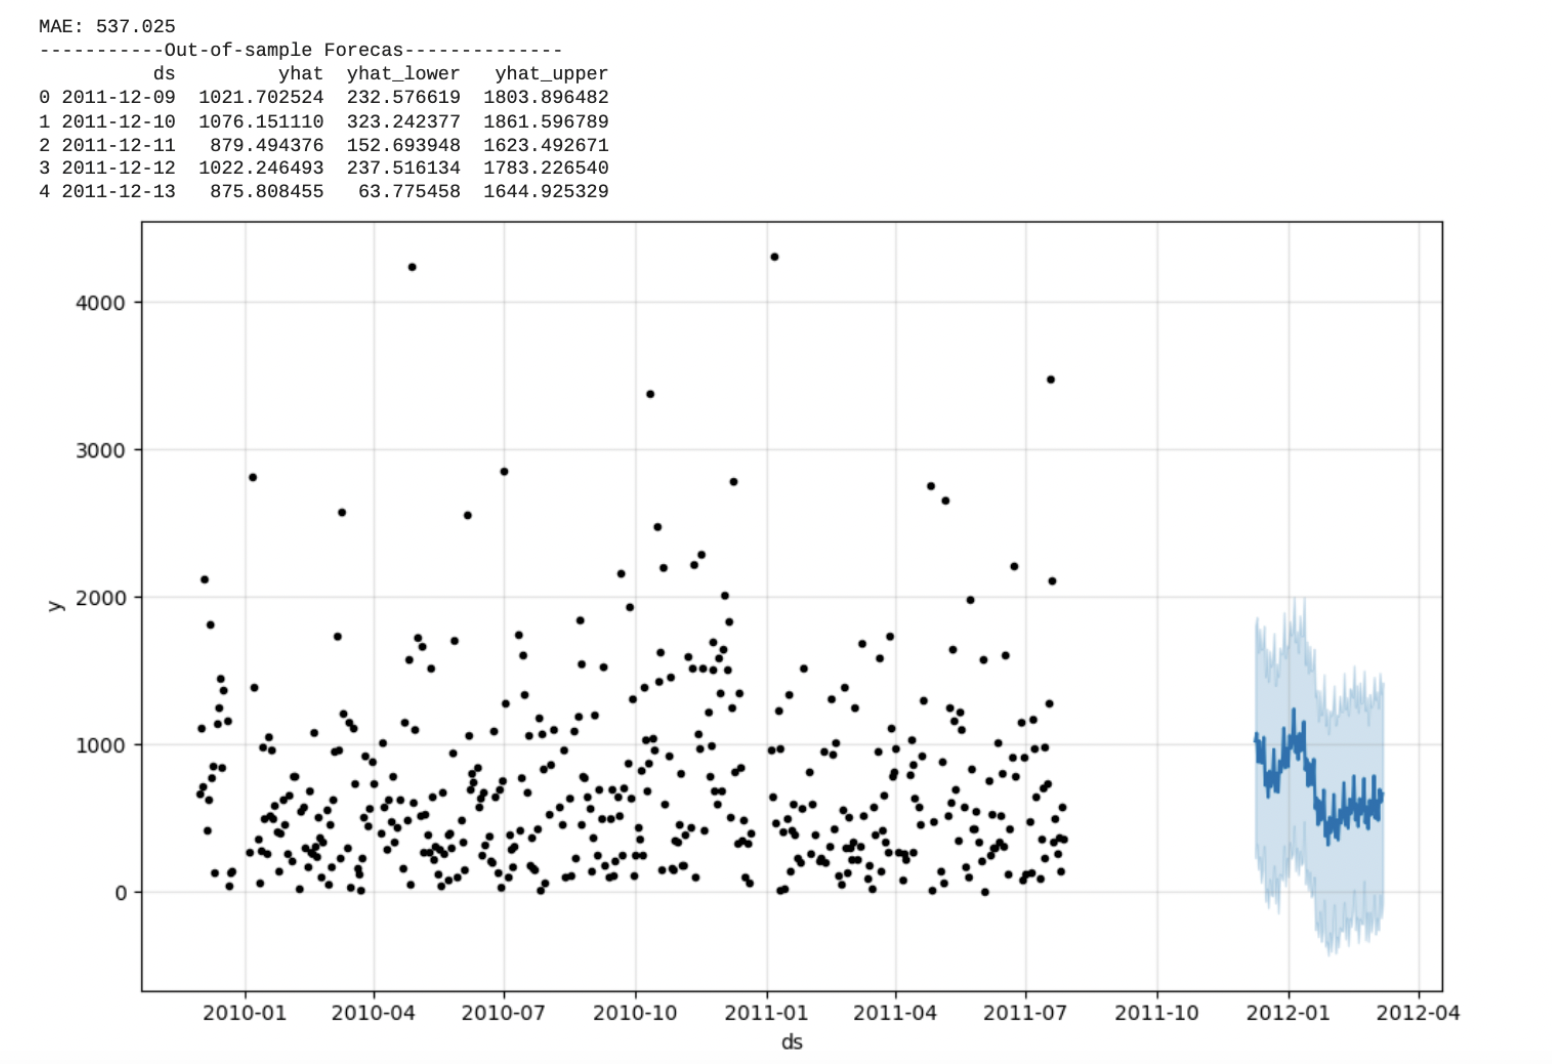 MAE: 537.025
-----------Out-of-sample Forecas--------------
ds yhat yhat_lower yhat_upper
0 2011-12-09 1021.702524 232.576619 1803.896482
1 2011-12-10 1076.151110 323.242377 1861.596789
2 2011-12-11 879.494376 152.693948 1623.492671
3 2011-12-12 1022.246493 237.516134 1783.226540
4 2011-12-13 875.808455 63.775458 1644.925329
4000
3000
2000
y
1000
0
2010-01 2010-04 2010-07 2010-10 2011-01 2011-04 2011-07 2011-10 2012-01 2012-04
ds